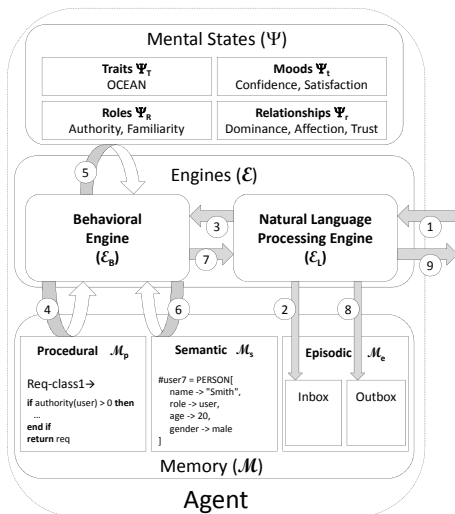 Mental States (Ψ)
Traits Ψ_T
OCEAN
Moods Ψ_t
Confidence, Satisfaction
Roles Ψ_R
Authority, Familiarity
Relationships Ψ_r
Dominance, Affection, Trust
5
Engines (ℰ)
Behavioral
Engine
(ℰ_B)
3
7
Natural Language
Processing Engine
(ℰ_L)
1
9
4
6
2
8
Procedural ℳ_p
Req-class1→
if authority(user) > 0 then
...
end if
return req
Semantic ℳ_s
#user7 = PERSON[
name -> "Smith",
role -> user,
age -> 20,
gender -> male
]
Episodic ℳ_e
Inbox
Outbox
Memory (ℳ)
Agent